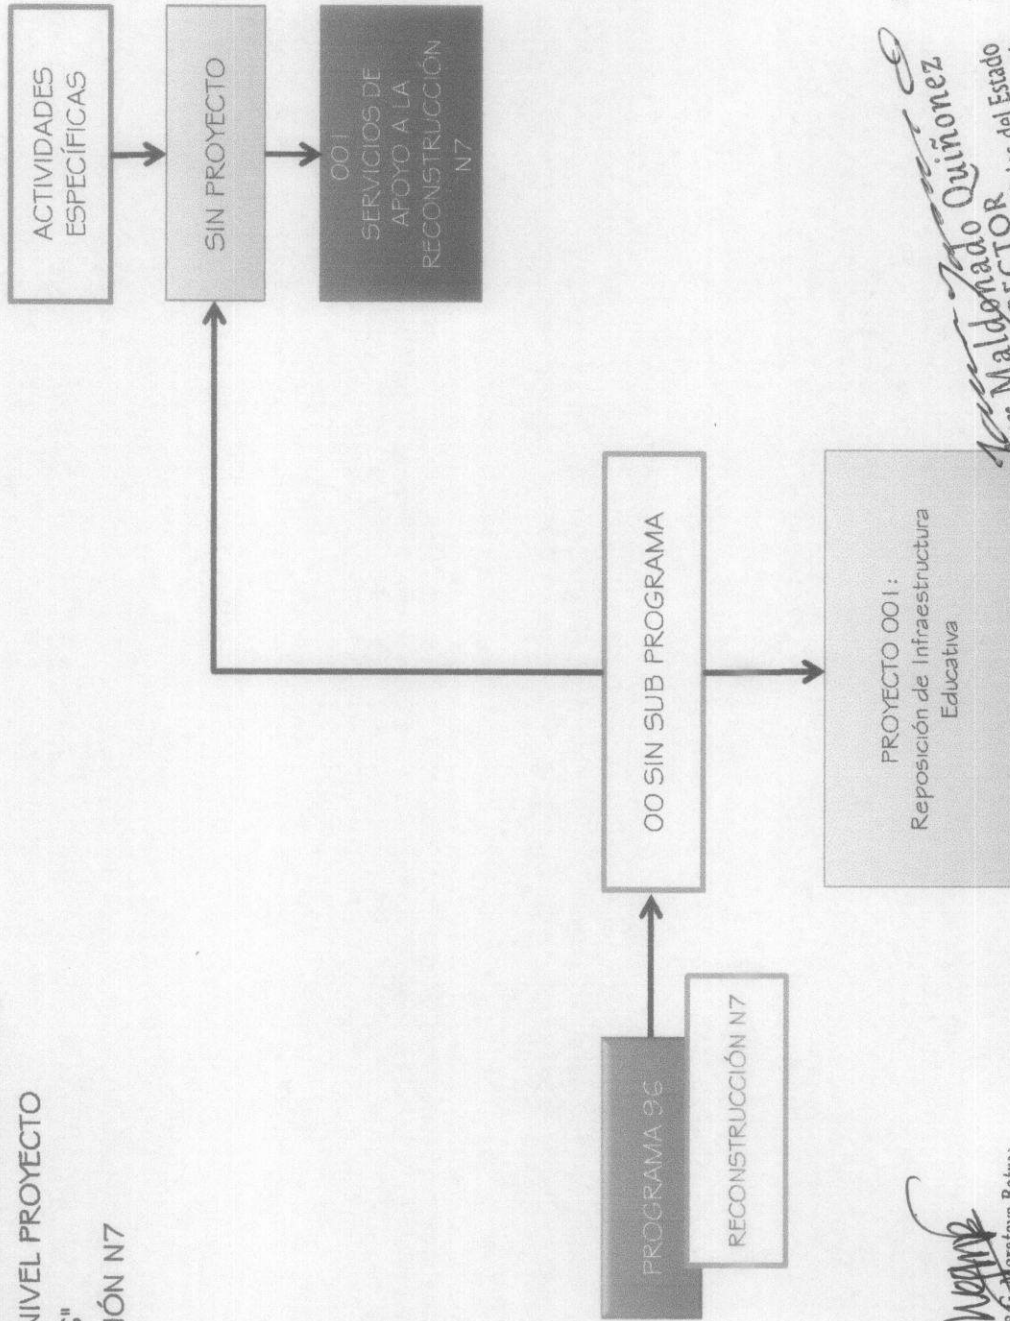 NIVEL PROYECTO
IÓN N7
PROGRAMA 96
RECONSTRUCCIÓN N7
00 SIN SUB PROGRAMA
PROYECTO 001:
Reposición de Infraestructura
Educativa
ACTIVIDADES
ESPECÍFICAS
SIN PROYECTO
001
SERVICIOS DE
APOYO A LA
RECONSTRUCCIÓN
N7
Maldonado Quiñonez
del Estado